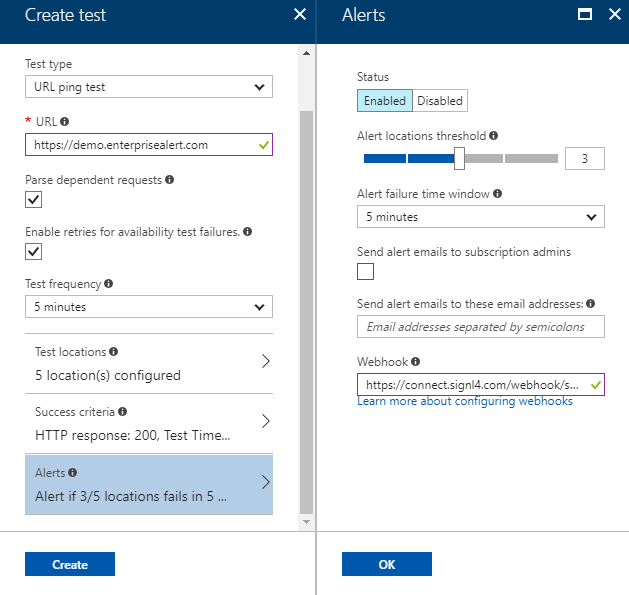 Create test
Test type
URL ping test
* URL
https://demo.enterprisealert.com
Parse dependent requests
Enable retries for availability test failures.
Test frequency
5 minutes
Test locations
5 location(s) configured
Success criteria
HTTP response: 200, Test Time...
Alerts
Alert if 3/5 locations fails in 5 ...
Create
Alerts
Status
Enabled Disabled
Alert locations threshold
3
Alert failure time window
5 minutes
Send alert emails to subscription admins
Send alert emails to these email addresses:
Email addresses separated by semicolons
Webhook
https://connect.signl4.com/webhook/s...
Learn more about configuring webhooks
OK